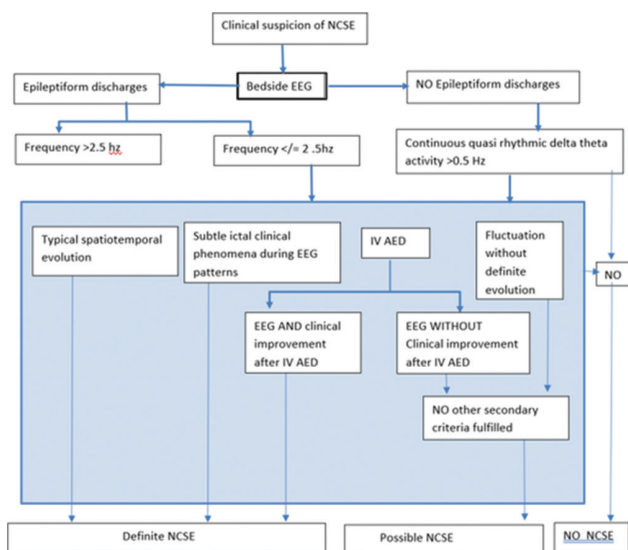 Clinical suspicion of NCSE
Epileptiform discharges
Bedside EEG
NO Epileptiform discharges
Frequency >2.5 hz
Frequency </= 2 .5hz
Continuous quasi rhythmic delta theta
activity >0.5 Hz
Typical spatiotemporal
evolution
Subtle ictal clinical
phenomena during EEG
patterns
IV AED
Fluctuation
without
definite
evolution
NO
EEG AND clinical
improvement
after IV AED
EEG WITHOUT
Clinical improvement
after IV AED
NO other secondary
criteria fulfilled
Definite NCSE
Possible NCSE
NO NCSE